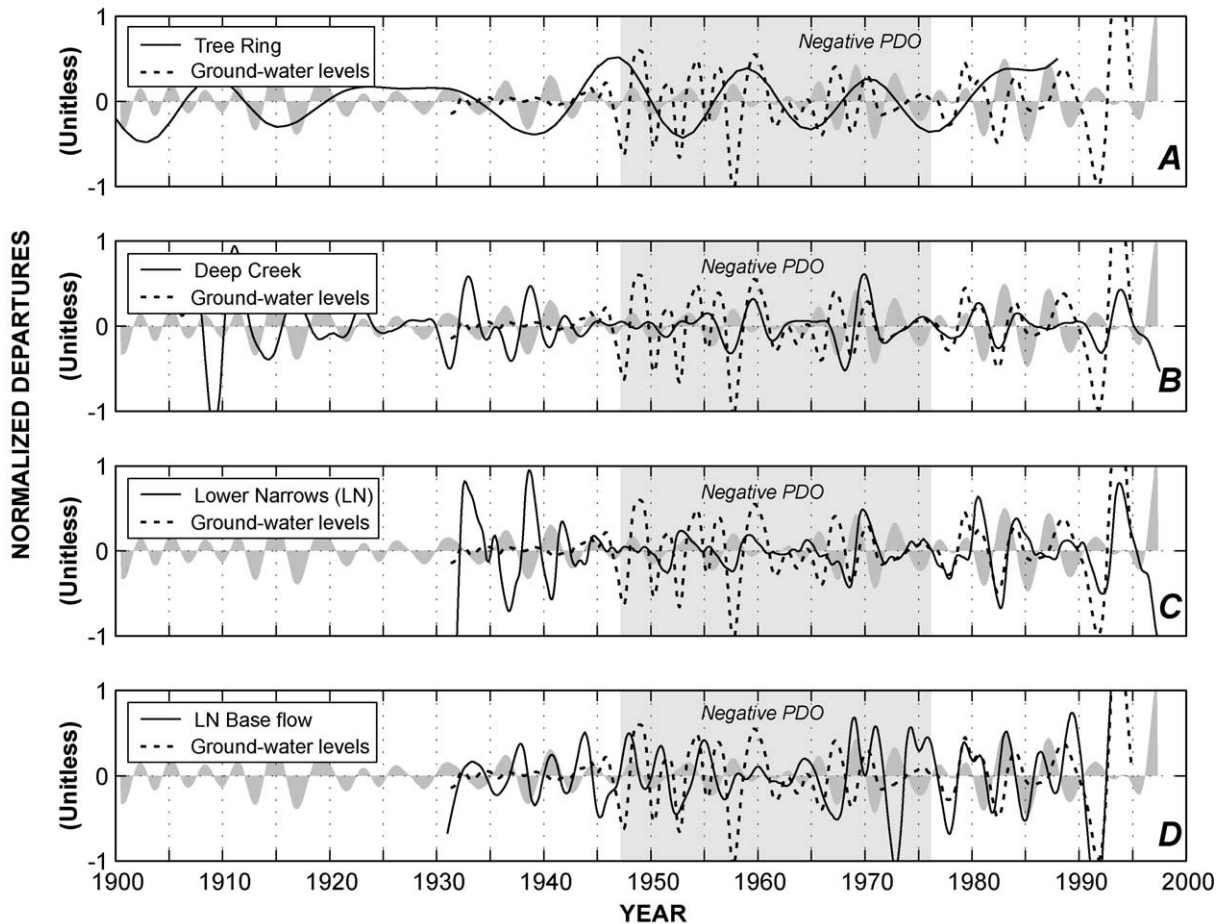 NORMALIZED DEPARTURES
(Unitless)
1
0
-1
Tree Ring
Ground-water levels
Negative PDO
A
(Unitless)
1
0
-1
Deep Creek
Ground-water levels
Negative PDO
B
(Unitless)
1
0
-1
Lower Narrows (LN)
Ground-water levels
Negative PDO
C
(Unitless)
1
0
-1
LN Base flow
Ground-water levels
Negative PDO
D
1900 1910 1920 1930 1940 1950 1960 1970 1980 1990 2000
YEAR